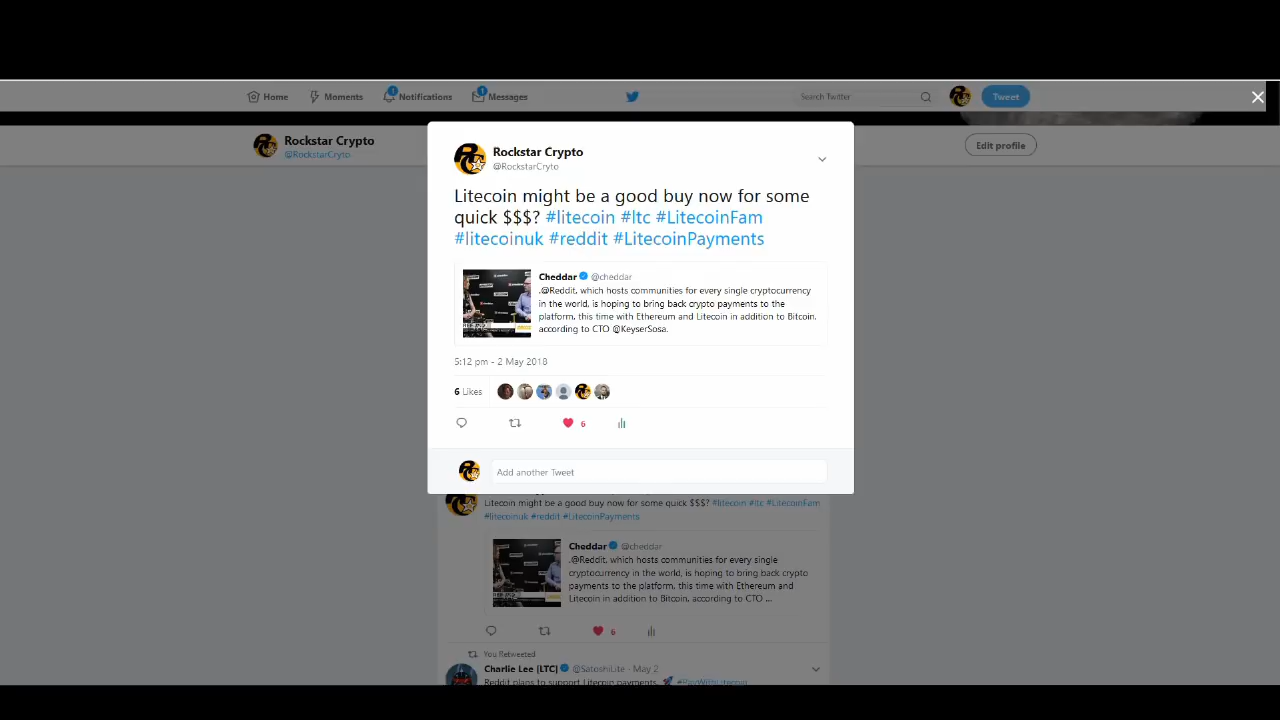 Home
Moments
1
Notifications
1
Messages
Search Twitter
Tweet
Rockstar Crypto
@RockstarCryto
Edit profile
Rockstar Crypto
@RockstarCryto
Litecoin might be a good buy now for some
quick $$$? #litecoin #ltc #LitecoinFam
#litecoinuk #reddit #LitecoinPayments
Cheddar @cheddar
.@Reddit, which hosts communities for every single cryptocurrency
in the world, is hoping to bring back crypto payments to the
platform, this time with Ethereum and Litecoin in addition to Bitcoin,
according to CTO @KeyserSosa.
5:12 pm - 2 May 2018
6 Likes
6
Add another Tweet
Litecoin might be a good buy now for some quick $$$? #litecoin #ltc #LitecoinFam
#litecoinuk #reddit #LitecoinPayments
Cheddar @cheddar
.@Reddit, which hosts communities for every single
cryptocurrency in the world, is hoping to bring back crypto
payments to the platform, this time with Ethereum and
Litecoin in addition to Bitcoin, according to CTO ...
6
You Retweeted
Charlie Lee [LTC] @SatoshiLite - May 2
Reddit plans to support Litecoin payments. #PayWithLitecoin